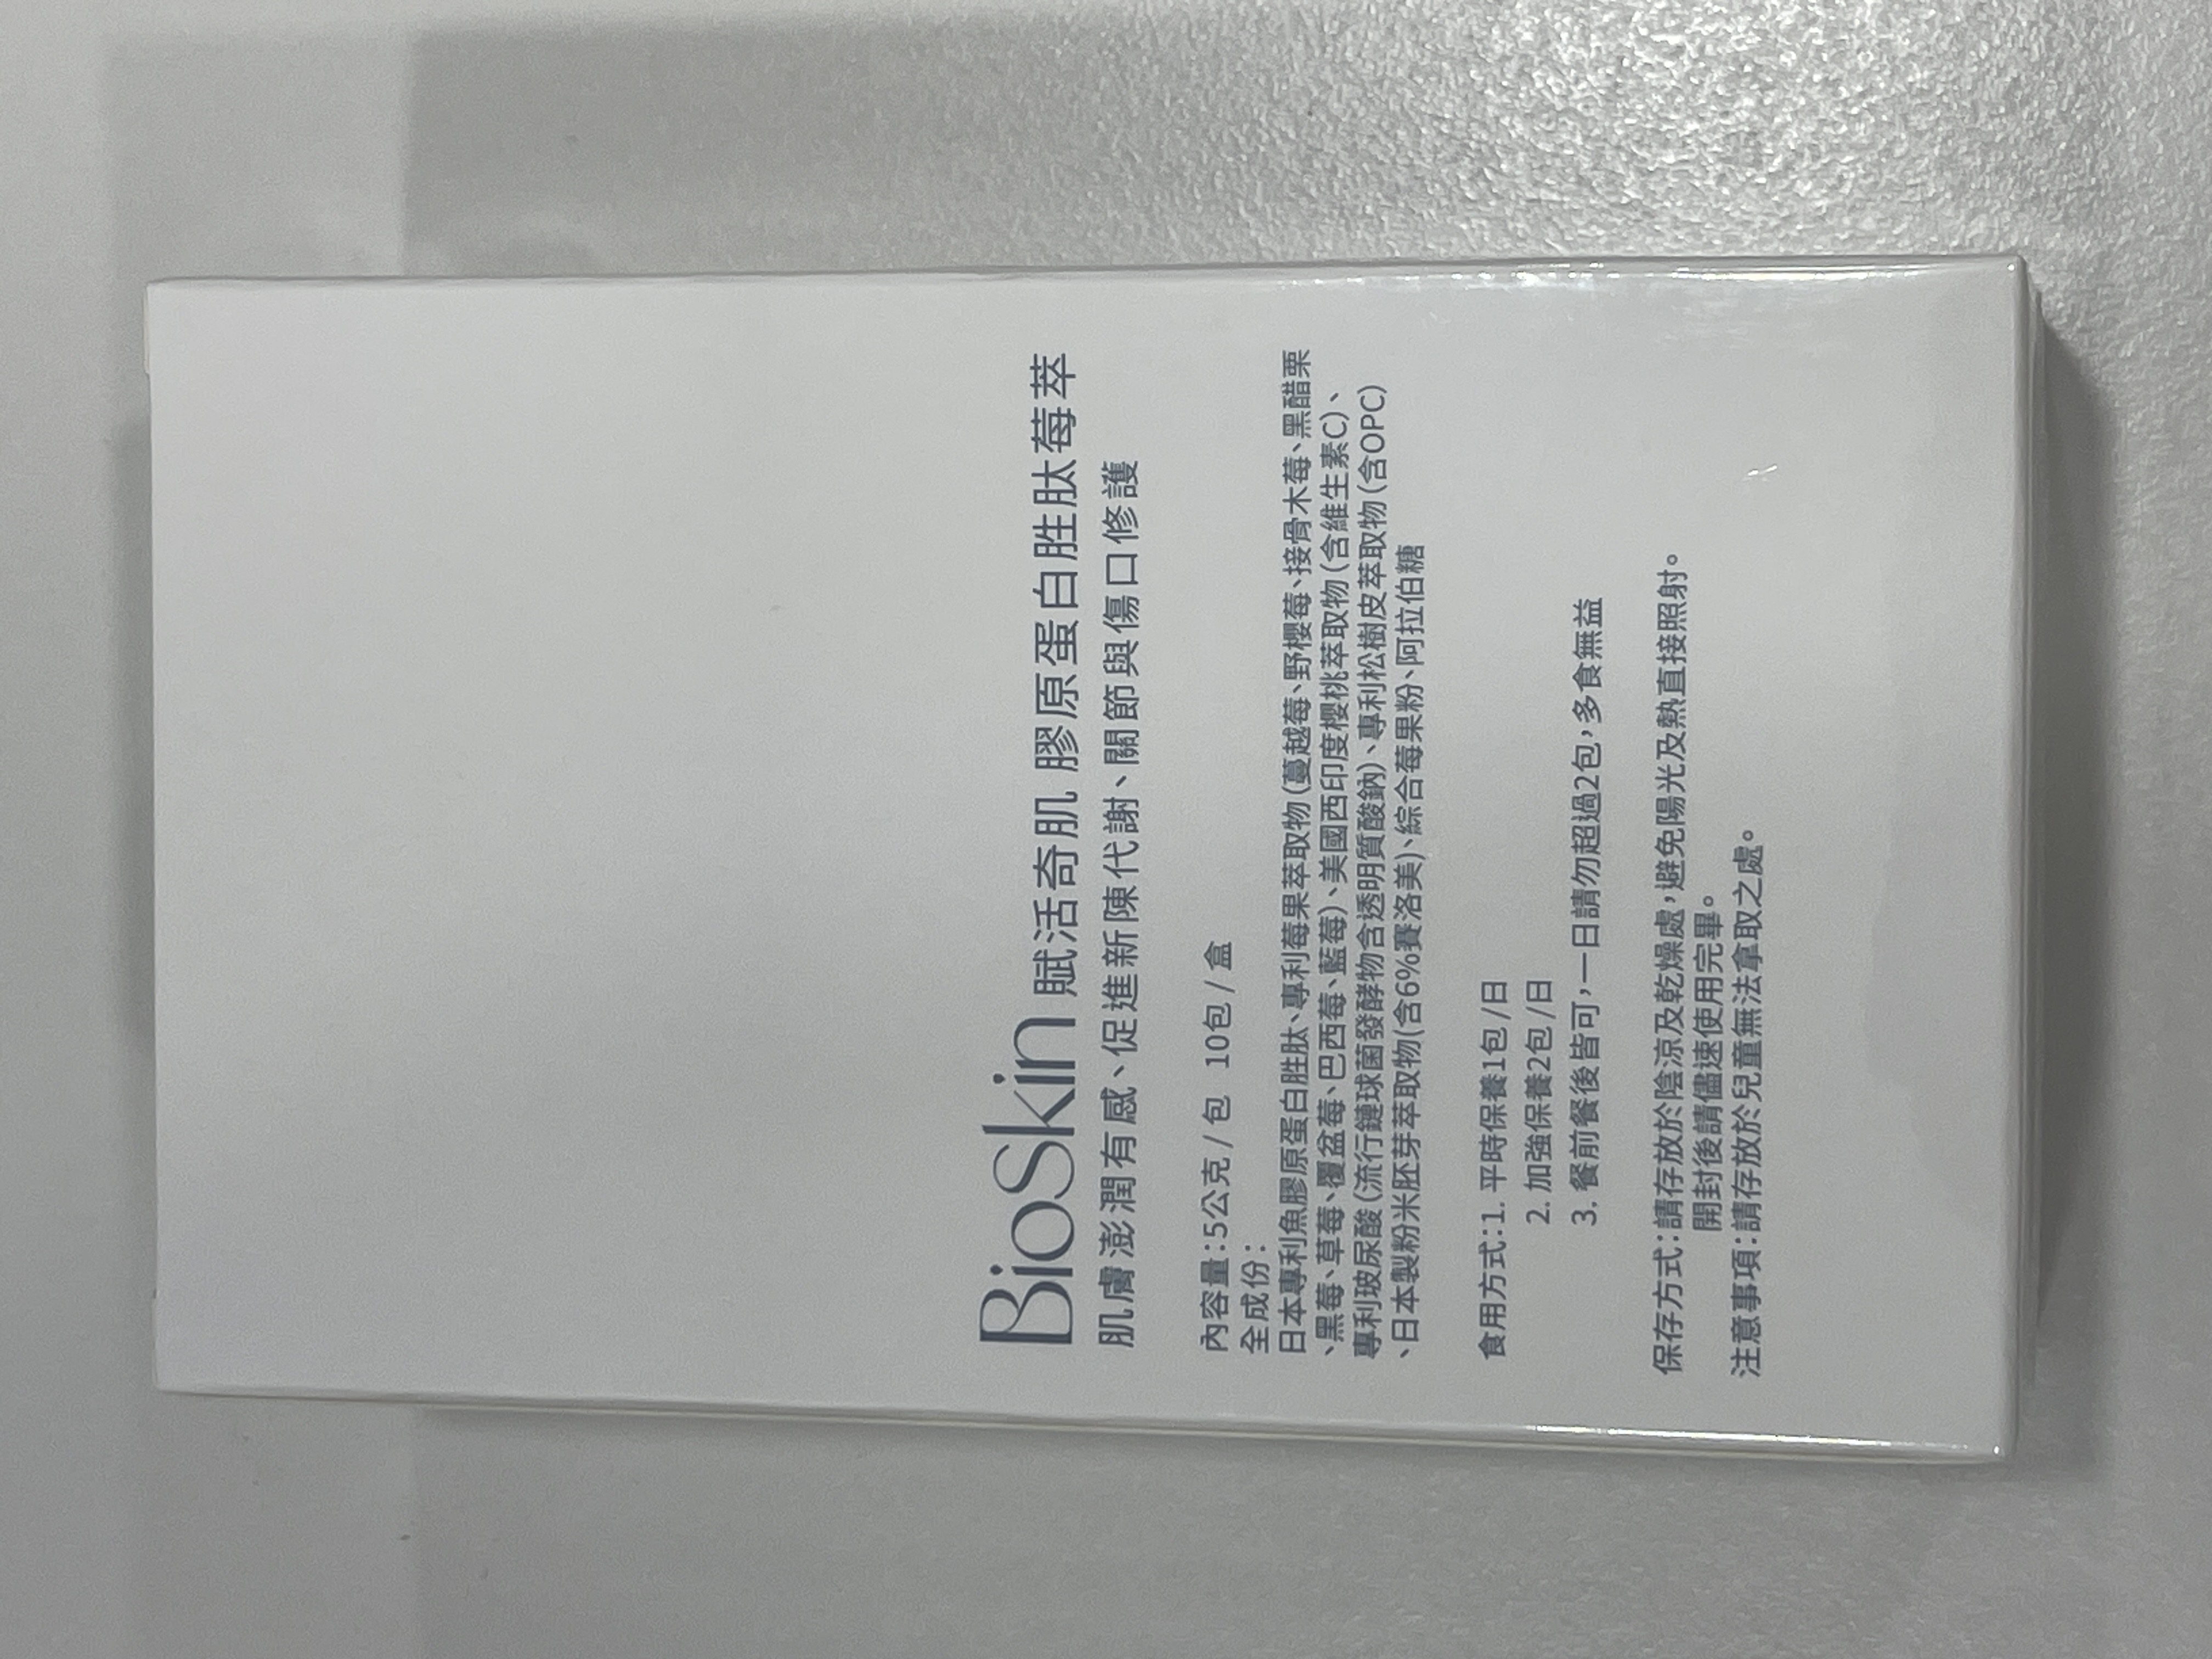 BioSkin 賦活奇肌 膠原蛋白胜肽莓萃
肌膚澎潤有感、促進新陳代謝、關節與傷口修護
內容量：5公克/包 10包/盒
全成份：
日本專利魚膠原蛋白胜肽、專利莓果萃取物（蔓越莓、野櫻莓、接骨木莓、黑醋栗
、黑莓、草莓、覆盆莓、巴西莓、藍莓）、美國西印度櫻桃萃取物（含維生素C）、
專利玻尿酸（流行鏈球菌發酵物含透明質酸鈉）、專利松樹皮萃取物（含OPC）
、日本製粉米胚芽萃取物(含6%賽洛美)、綜合莓果粉、阿拉伯糖
食用方式：1. 平時保養1包/日
2. 加強保養2包/日
3. 餐前餐後皆可，一日請勿超過2包，多食無益
保存方式：請存放於陰涼及乾燥處，避免陽光及熱直接照射。
開封後請儘速使用完畢。
注意事項：請存放於兒童無法拿取之處。